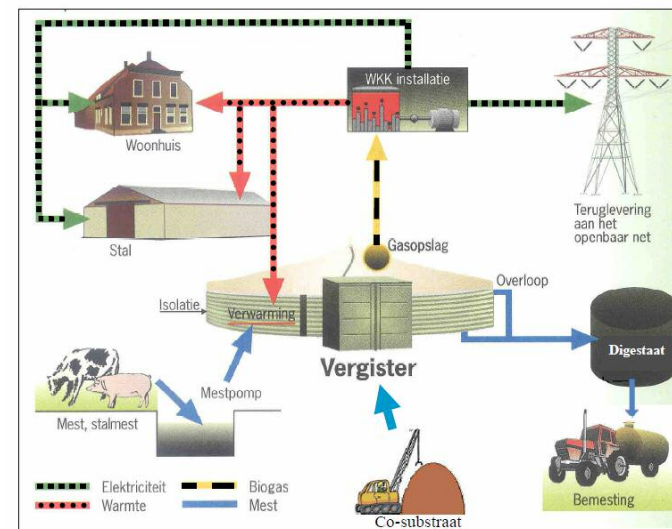 WKK installatie
Woonhuis
Stal
Teruglevering
aan het
openbaar net
Gasopslag
Overloop
Isolatie
Verwarming
Vergister
Digestaat
Mestpomp
Mest, stalmest
Co-substraat
Bemesting
Elektriciteit
Biogas
Warmte
Mest